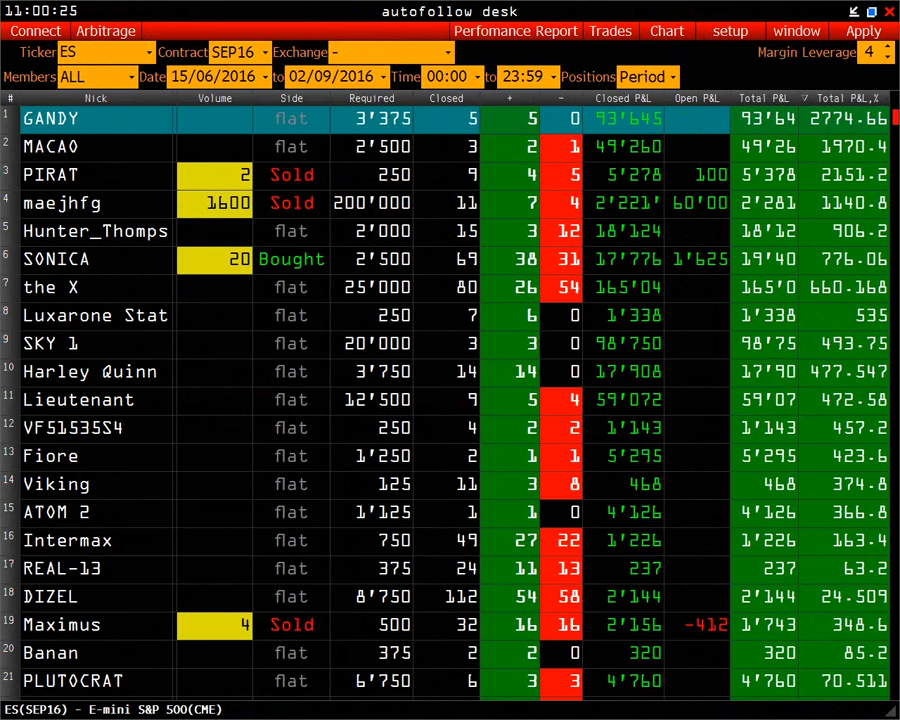 11:00:25 autofollow desk
Connect Arbitrage Perfomance Report Trades Chart setup window Apply
Ticker ES Contract SEP16 Exchange - Margin Leverage 4
Members ALL Date 15/06/2016 to 02/09/2016 Time 00:00 to 23:59 Positions Period
# Nick Volume Side Required Closed + - Closed P&L Open P&L Total P&L ▽ Total P&L,%
1 GANDY flat 3'375 5 5 0 93'645 93'64 2774.66
2 MACAO flat 2'500 3 2 1 49'260 49'26 1970.4
3 PIRAT 2 Sold 250 9 4 5 5'278 100 5'378 2151.2
4 maejhfg 1600 Sold 200'000 11 7 4 2'221' 60'00 2'281 1140.8
5 Hunter_Thomps flat 2'000 15 3 12 18'124 18'12 906.2
6 SONICA 20 Bought 2'500 69 38 31 17'776 1'625 19'40 776.06
7 the X flat 25'000 80 26 54 165'04 165'0 660.168
8 Luxarone Stat flat 250 7 6 0 1'338 1'338 535
9 SKY 1 flat 20'000 3 3 0 98'750 98'75 493.75
10 Harley Quinn flat 3'750 14 14 0 17'908 17'90 477.547
11 Lieutenant flat 12'500 9 5 4 59'072 59'07 472.58
12 VF51535S4 flat 250 4 2 2 1'143 1'143 457.2
13 Fiore flat 1'250 2 1 1 5'295 5'295 423.6
14 Viking flat 125 11 3 8 468 468 374.8
15 ATOM 2 flat 1'125 1 1 0 4'126 4'126 366.8
16 Intermax flat 750 49 27 22 1'226 1'226 163.4
17 REAL-13 flat 375 24 11 13 237 237 63.2
18 DIZEL flat 8'750 112 54 58 2'144 2'144 24.509
19 Maximus 4 Sold 500 32 16 16 2'156 -412 1'743 348.6
20 Banan flat 375 2 2 0 320 320 85.2
21 PLUTOCRAT flat 6'750 6 3 3 4'760 4'760 70.511
ES(SEP16) - E-mini S&P 500(CME)